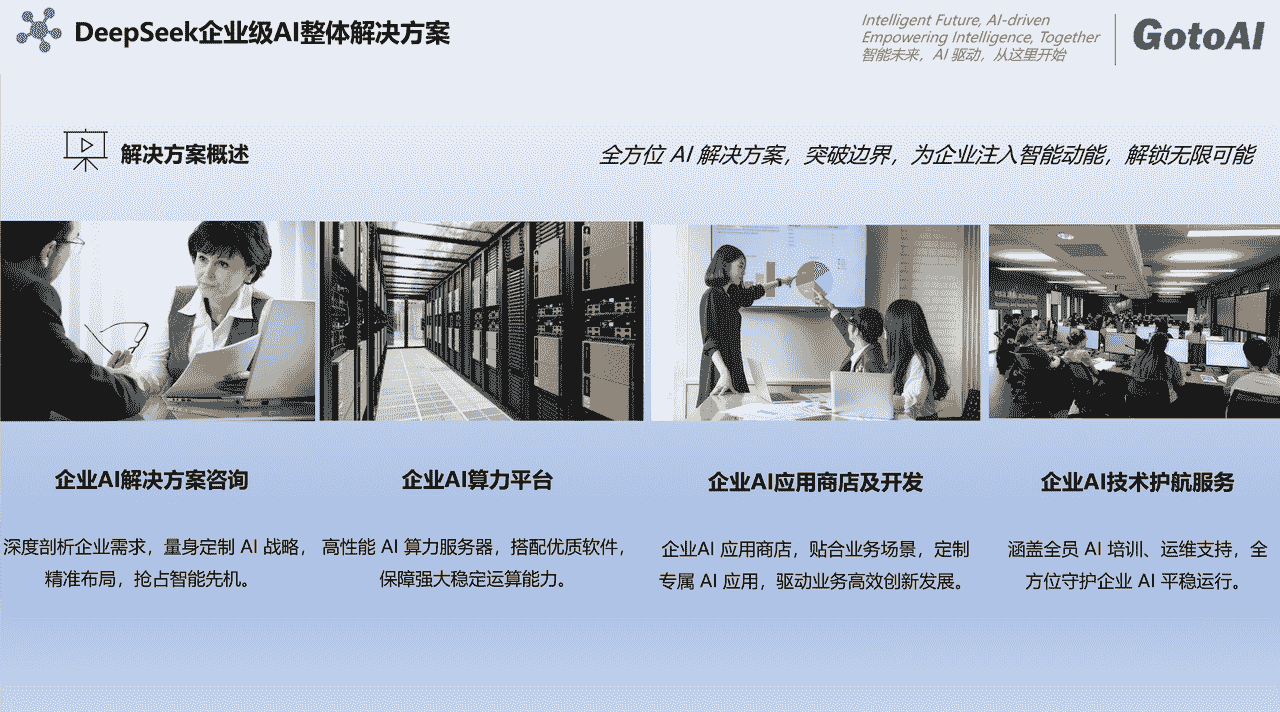 DeepSeek企业级AI整体解决方案
Intelligent Future, AI-driven
Empowering Intelligence, Together
智能未来，AI 驱动，从这里开始
GotoAI
解决方案概述
全方位 AI 解决方案，突破边界，为企业注入智能动能，解锁无限可能
企业AI解决方案咨询
深度剖析企业需求，量身定制 AI 战略，
精准布局，抢占智能先机。
企业AI算力平台
高性能 AI 算力服务器，搭配优质软件，
保障强大稳定运算能力。
企业AI应用商店及开发
企业AI 应用商店，贴合业务场景，定制
专属 AI 应用，驱动业务高效创新发展。
企业AI技术护航服务
涵盖全员 AI 培训、运维支持，全
方位守护企业 AI 平稳运行。